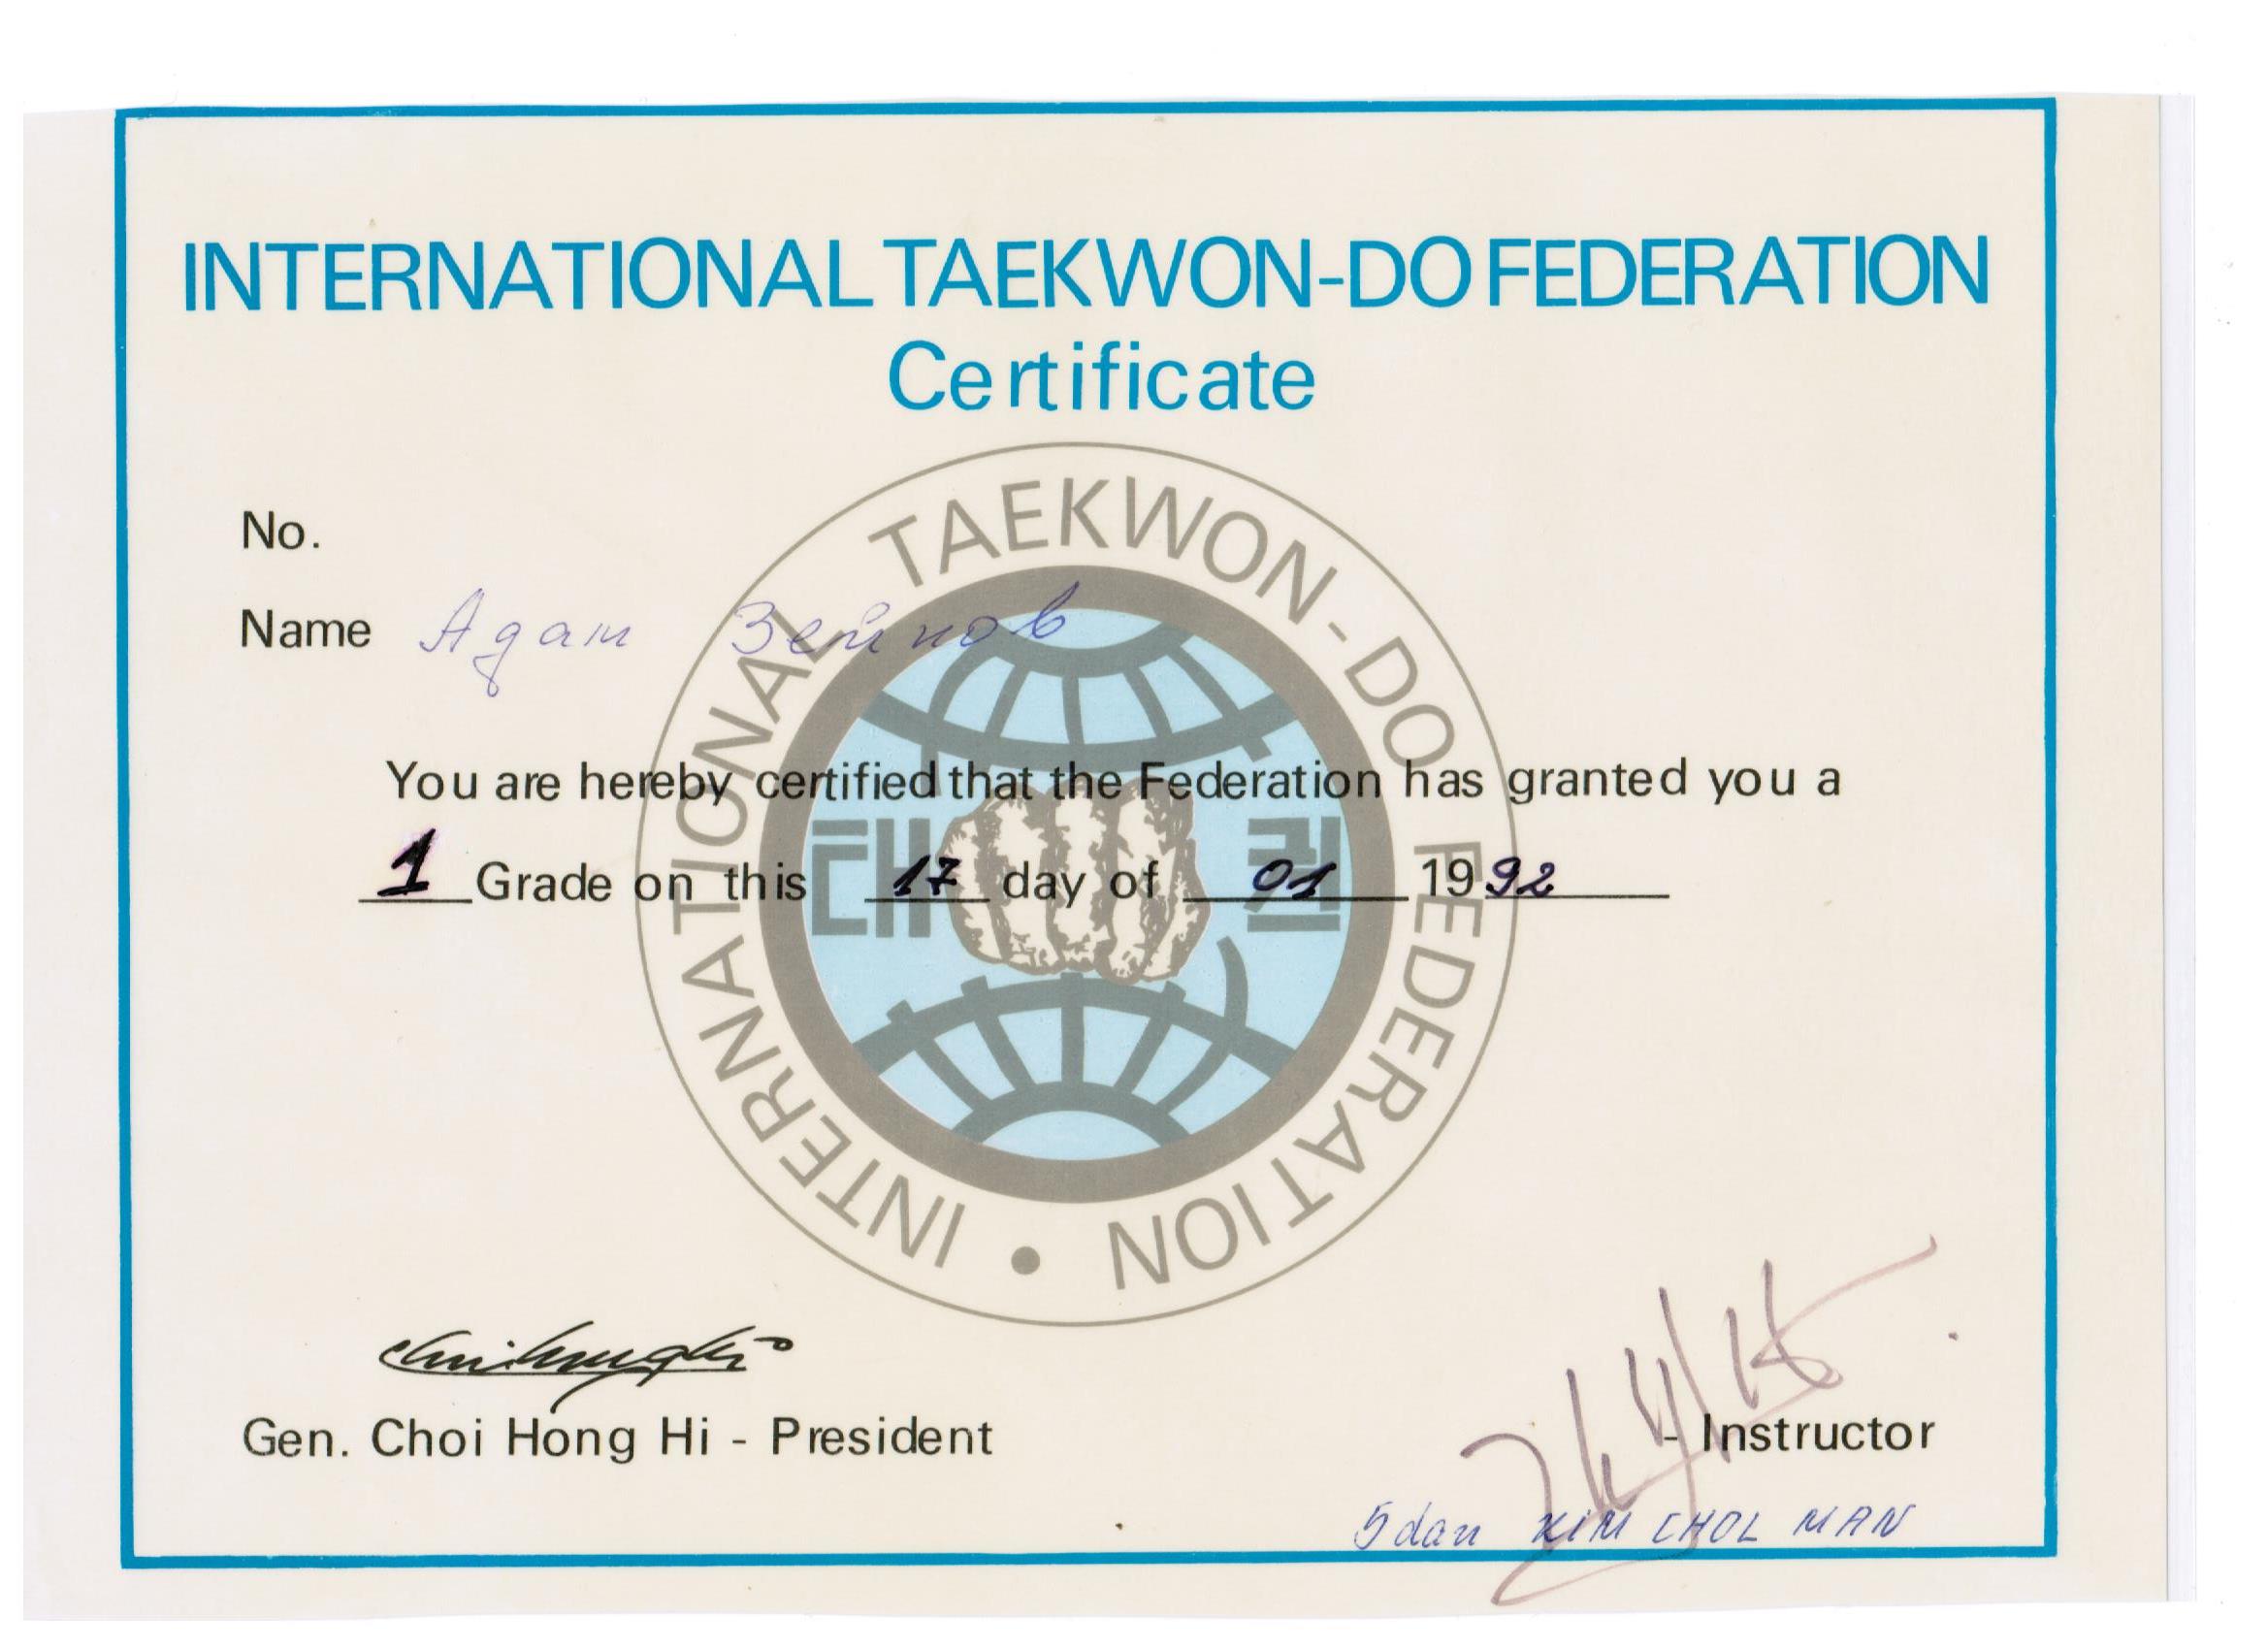 INTERNATIONAL TAEKWON-DO FEDERATION
Certificate
No.
Name Адам Зейнов
You are hereby certified that the Federation has granted you a
1 Grade on this 17 day of 01 1992
INTERNATIONAL TAEKWON-DO FEDERATION •
태 권
Gen. Choi Hong Hi - President
- Instructor
5 dan KIM CHOL MAN